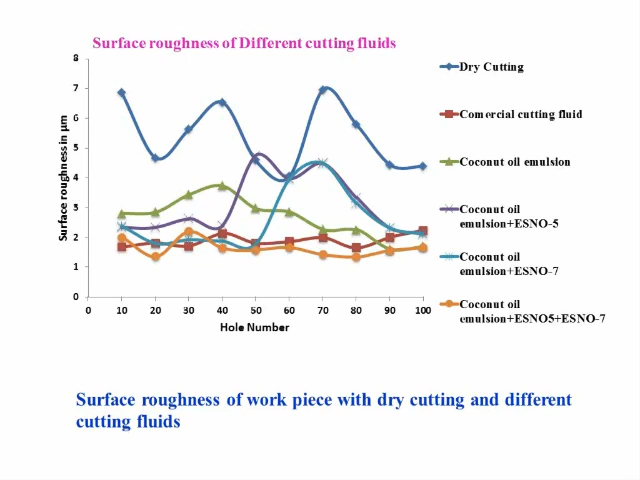 Surface roughness of Different cutting fluids
8
7
6
5
4
3
2
1
0
Surface roughness in µm
0 10 20 30 40 50 60 70 80 90 100
Hole Number
Dry Cutting
Comercial cutting fluid
Coconut oil emulsion
Coconut oil
emulsion+ESNO-5
Coconut oil
emulsion+ESNO-7
Coconut oil
emulsion+ESNO5+ESNO-7
Surface roughness of work piece with dry cutting and different
cutting fluids